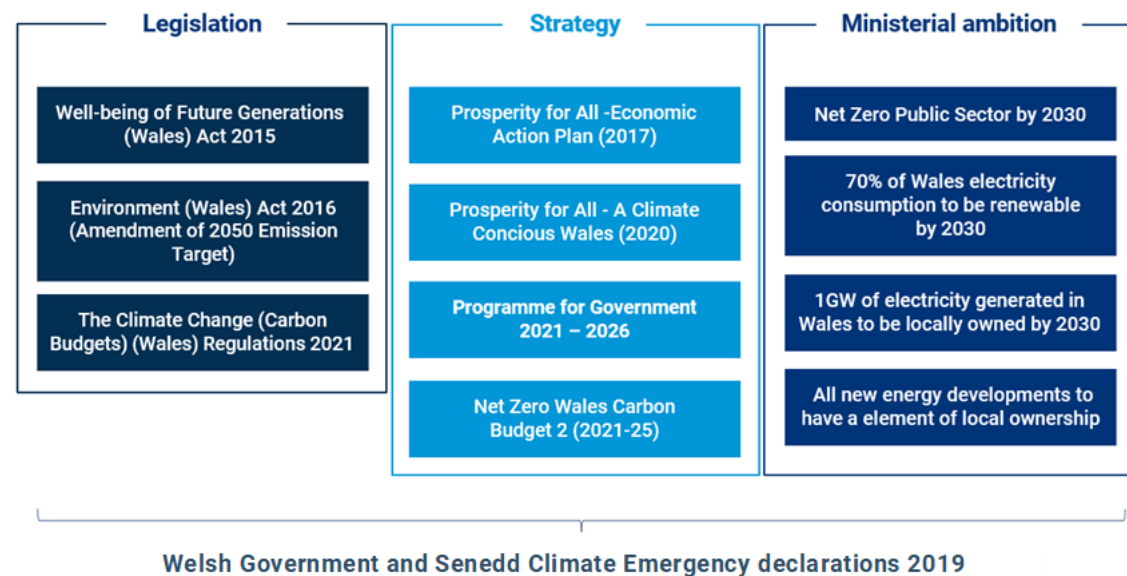 Legislation
Well-being of Future Generations
(Wales) Act 2015
Environment (Wales) Act 2016
(Amendment of 2050 Emission
Target)
The Climate Change (Carbon
Budgets) (Wales) Regulations 2021
Strategy
Prosperity for All -Economic
Action Plan (2017)
Prosperity for All - A Climate
Concious Wales (2020)
Programme for Government
2021 – 2026
Net Zero Wales Carbon
Budget 2 (2021-25)
Ministerial ambition
Net Zero Public Sector by 2030
70% of Wales electricity
consumption to be renewable
by 2030
1GW of electricity generated in
Wales to be locally owned by 2030
All new energy developments to
have a element of local ownership
Welsh Government and Senedd Climate Emergency declarations 2019